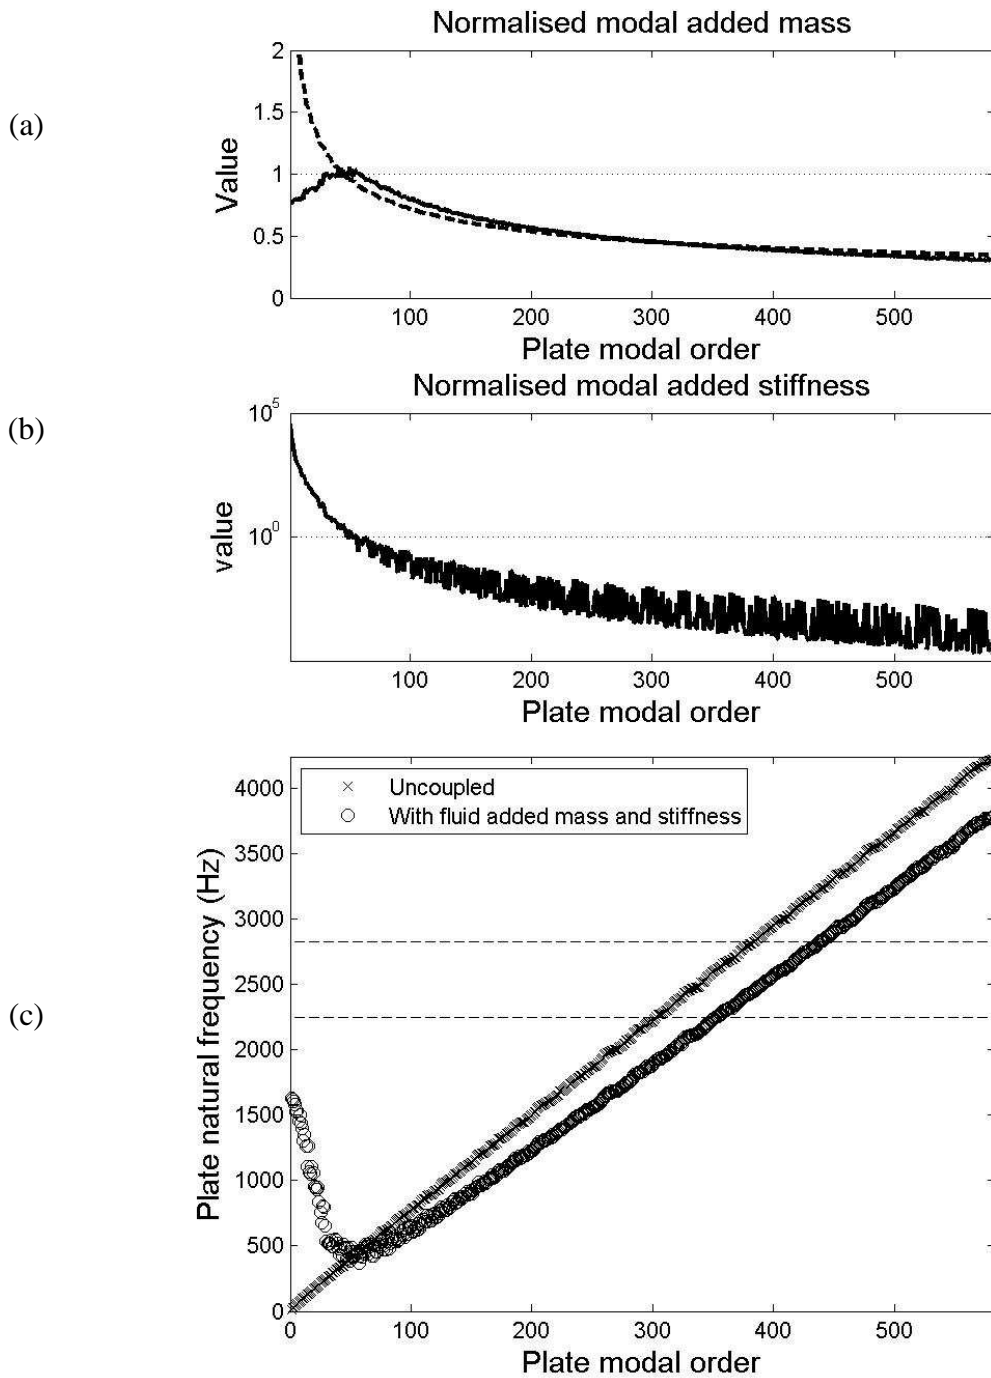 Normalised modal added mass
(a)
Value
2
1.5
1
0.5
0
100 200 300 400 500
Plate modal order
Normalised modal added stiffness
(b)
value
10^5
10^0
100 200 300 400 500
Plate modal order
(c)
Plate natural frequency (Hz)
Uncoupled
With fluid added mass and stiffness
4000
3500
3000
2500
2000
1500
1000
500
0
0 100 200 300 400 500
Plate modal order